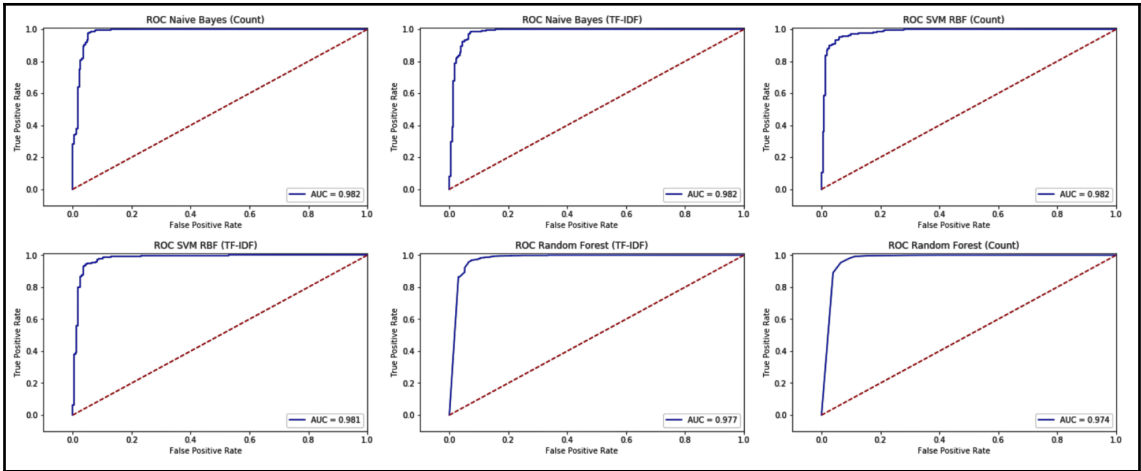 ROC Naive Bayes (Count)
True Positive Rate
1.0
0.8
0.6
0.4
0.2
0.0
AUC = 0.982
0.0 0.2 0.4 0.6 0.8 1.0
False Positive Rate
ROC Naive Bayes (TF-IDF)
True Positive Rate
1.0
0.8
0.6
0.4
0.2
0.0
AUC = 0.982
0.0 0.2 0.4 0.6 0.8 1.0
False Positive Rate
ROC SVM RBF (Count)
True Positive Rate
1.0
0.8
0.6
0.4
0.2
0.0
AUC = 0.982
0.0 0.2 0.4 0.6 0.8 1.0
False Positive Rate
ROC SVM RBF (TF-IDF)
True Positive Rate
1.0
0.8
0.6
0.4
0.2
0.0
AUC = 0.981
0.0 0.2 0.4 0.6 0.8 1.0
False Positive Rate
ROC Random Forest (TF-IDF)
True Positive Rate
1.0
0.8
0.6
0.4
0.2
0.0
AUC = 0.977
0.0 0.2 0.4 0.6 0.8 1.0
False Positive Rate
ROC Random Forest (Count)
True Positive Rate
1.0
0.8
0.6
0.4
0.2
0.0
AUC = 0.974
0.0 0.2 0.4 0.6 0.8 1.0
False Positive Rate